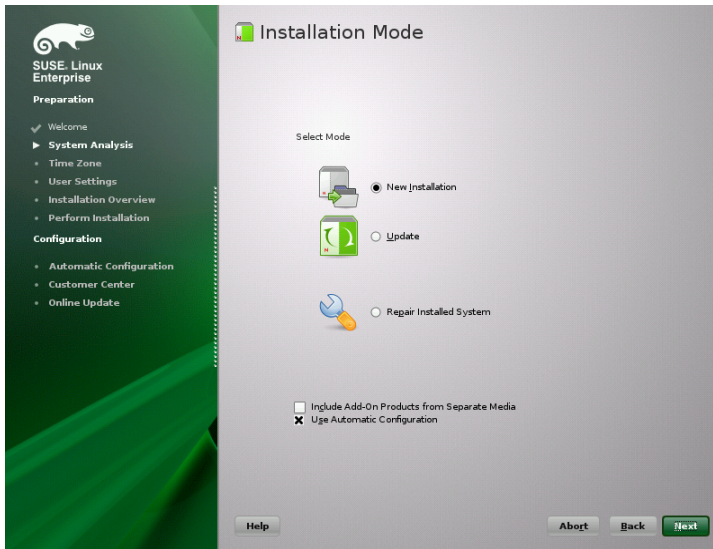 SUSE. Linux
Enterprise
Preparation
Welcome
System Analysis
Time Zone
User Settings
Installation Overview
Perform Installation
Configuration
Automatic Configuration
Customer Center
Online Update
Installation Mode
Select Mode
New Installation
Update
Repair Installed System
Include Add-On Products from Separate Media
Use Automatic Configuration
Help
Abort
Back
Next